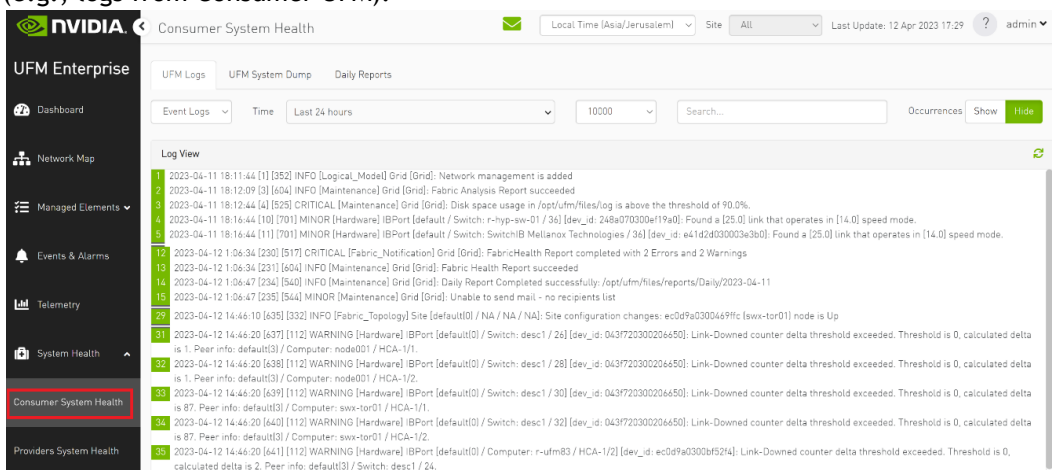 (e.g., logs from Consumer UFM).
NVIDIA. Consumer System Health Local Time (Asia/Jerusalem) Site All Last Update: 12 Apr 2023 17:29 ? admin
UFM Enterprise
UFM Logs UFM System Dump Daily Reports
Dashboard
Event Logs Time Last 24 hours 10000 Search... Occurrences Show Hide
Network Map
Log View
1 2023-04-11 18:11:44 [1] [352] INFO [Logical_Model] Grid [Grid]: Network management is added
2 2023-04-11 18:12:09 [3] [604] INFO [Maintenance] Grid [Grid]: Fabric Analysis Report succeeded
3 2023-04-11 18:12:44 [4] [525] CRITICAL [Maintenance] Grid [Grid]: Disk space usage in /opt/ufm/files/log is above the threshold of 90.0%.
Managed Elements
4 2023-04-11 18:16:44 [10] [701] MINOR [Hardware] IBPort [default / Switch: r-hyp-sw-01 / 36] [dev_id: 248a070300ef19a0]: Found a [25.0] link that operates in [14.0] speed mode.
5 2023-04-11 18:16:44 [11] [701] MINOR [Hardware] IBPort [default / Switch: SwitchIB Mellanox Technologies / 36] [dev_id: e41d2d030003e3b0]: Found a [25.0] link that operates in [14.0] speed mode.
12 2023-04-12 1:06:34 [230] [517] CRITICAL [Fabric_Notification] Grid [Grid]: FabricHealth Report completed with 2 Errors and 2 Warnings
Events & Alarms
13 2023-04-12 1:06:34 [231] [604] INFO [Maintenance] Grid [Grid]: Fabric Health Report succeeded
14 2023-04-12 1:06:47 [234] [540] INFO [Maintenance] Grid [Grid]: Daily Report Completed successfully: /opt/ufm/files/reports/Daily/2023-04-11
15 2023-04-12 1:06:47 [235] [544] MINOR [Maintenance] Grid [Grid]: Unable to send mail - no recipients list
Telemetry
29 2023-04-12 14:46:10 [635] [332] INFO [Fabric_Topology] Site [default(0) / NA / NA / NA]: Site configuration changes: ec0d9a0300469ffc (swx-tor01) node is Up
31 2023-04-12 14:46:20 [637] [112] WARNING [Hardware] IBPort [default(0) / Switch: desc1 / 26] [dev_id: 043f720300206650]: Link-Downed counter delta threshold exceeded. Threshold is 0, calculated delta
is 1. Peer info: default(3) / Computer: node001 / HCA-1/1.
System Health
32 2023-04-12 14:46:20 [638] [112] WARNING [Hardware] IBPort [default(0) / Switch: desc1 / 28] [dev_id: 043f720300206650]: Link-Downed counter delta threshold exceeded. Threshold is 0, calculated delta
is 1. Peer info: default(3) / Computer: node001 / HCA-1/2.
33 2023-04-12 14:46:20 [639] [112] WARNING [Hardware] IBPort [default(0) / Switch: desc1 / 30] [dev_id: 043f720300206650]: Link-Downed counter delta threshold exceeded. Threshold is 0, calculated delta
Consumer System Health
is 87. Peer info: default(3) / Computer: swx-tor01 / HCA-1/1.
34 2023-04-12 14:46:20 [640] [112] WARNING [Hardware] IBPort [default(0) / Switch: desc1 / 32] [dev_id: 043f720300206650]: Link-Downed counter delta threshold exceeded. Threshold is 0, calculated delta
is 87. Peer info: default(3) / Computer: swx-tor01 / HCA-1/2.
Providers System Health
35 2023-04-12 14:46:20 [641] [112] WARNING [Hardware] IBPort [default(0) / Computer: r-ufm83 / HCA-1/2] [dev_id: ec0d9a0300bf52f4]: Link-Downed counter delta threshold exceeded. Threshold is 0,
calculated delta is 2. Peer info: default(3) / Switch: desc1 / 24.